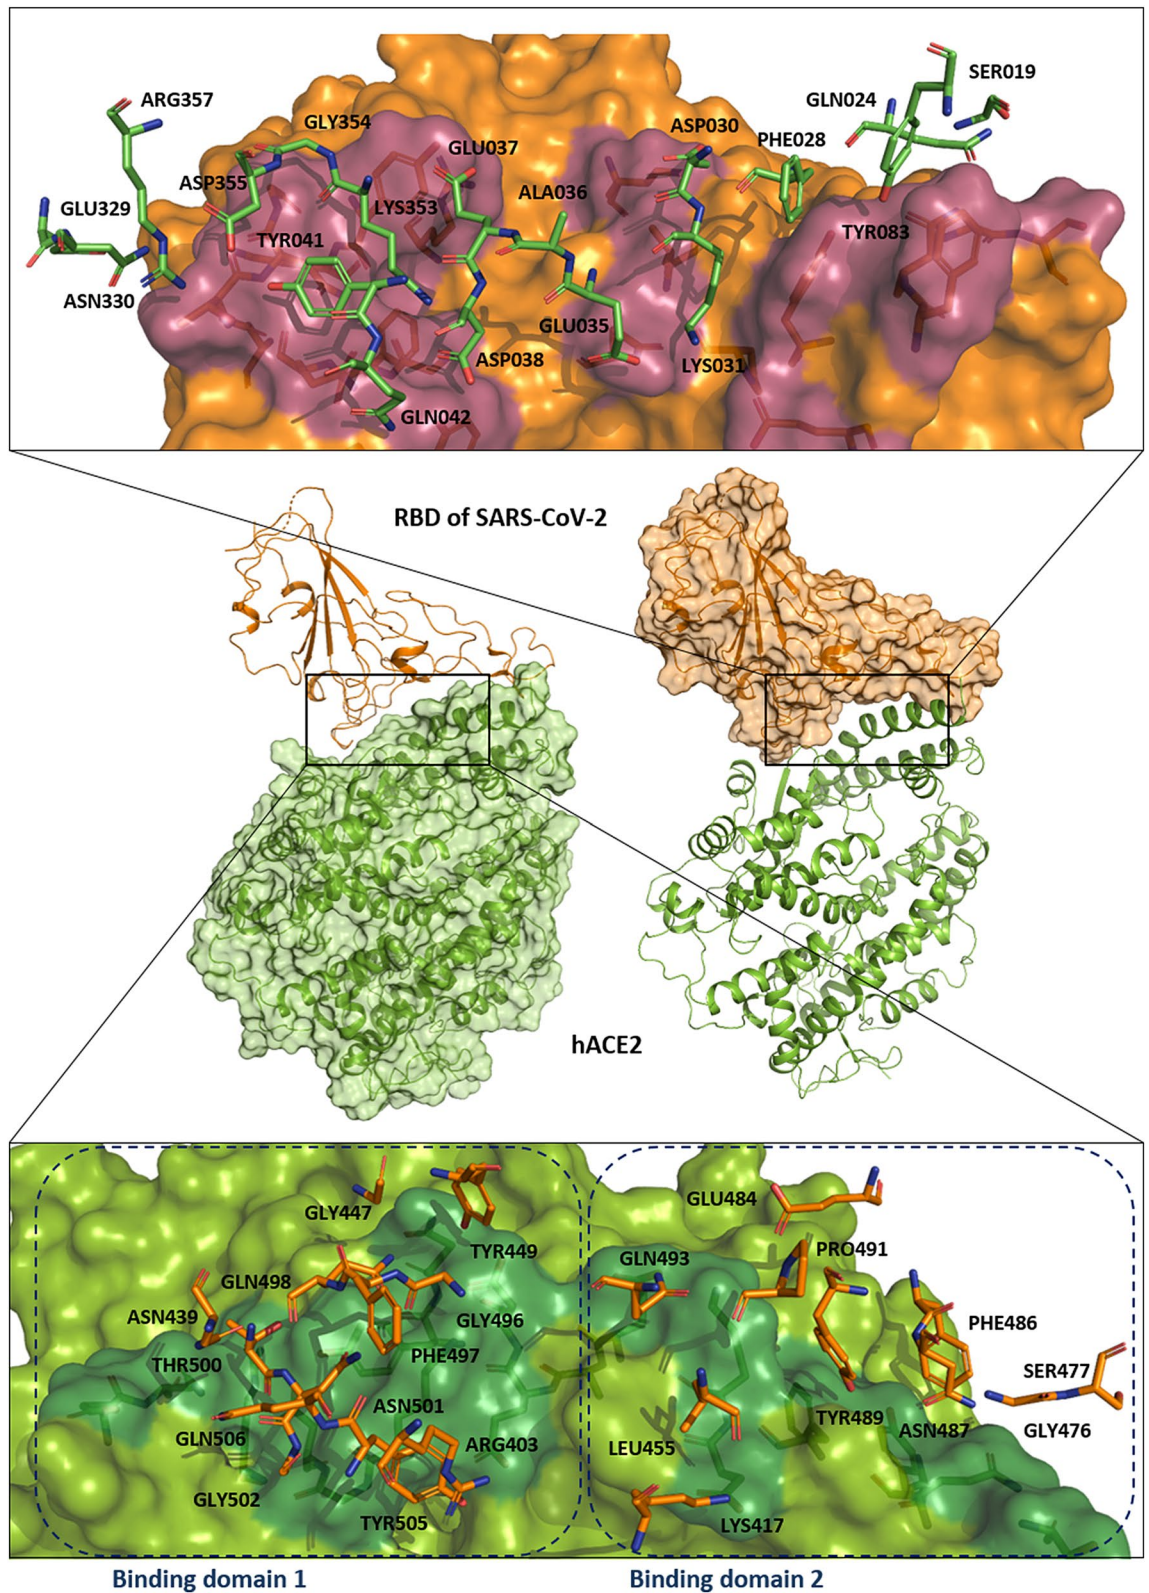 SER019
ARG357
GLN024
GLY354
ASP030
PHE028
GLU037
ASP355
ALA036
GLU329
LYS353
TYR041
TYR083
ASN330
GLU035
ASP038
LYS031
GLN042
RBD of SARS-CoV-2
hACE2
GLU484
GLY447
TYR449
PRO491
GLN493
GLN498
ASN439
GLY496
PHE486
PHE497
THR500
SER477
ASN501
TYR489
ASN487
GLY476
GLN506
ARG403
LEU455
GLY502
TYR505
LYS417
Binding domain 1
Binding domain 2